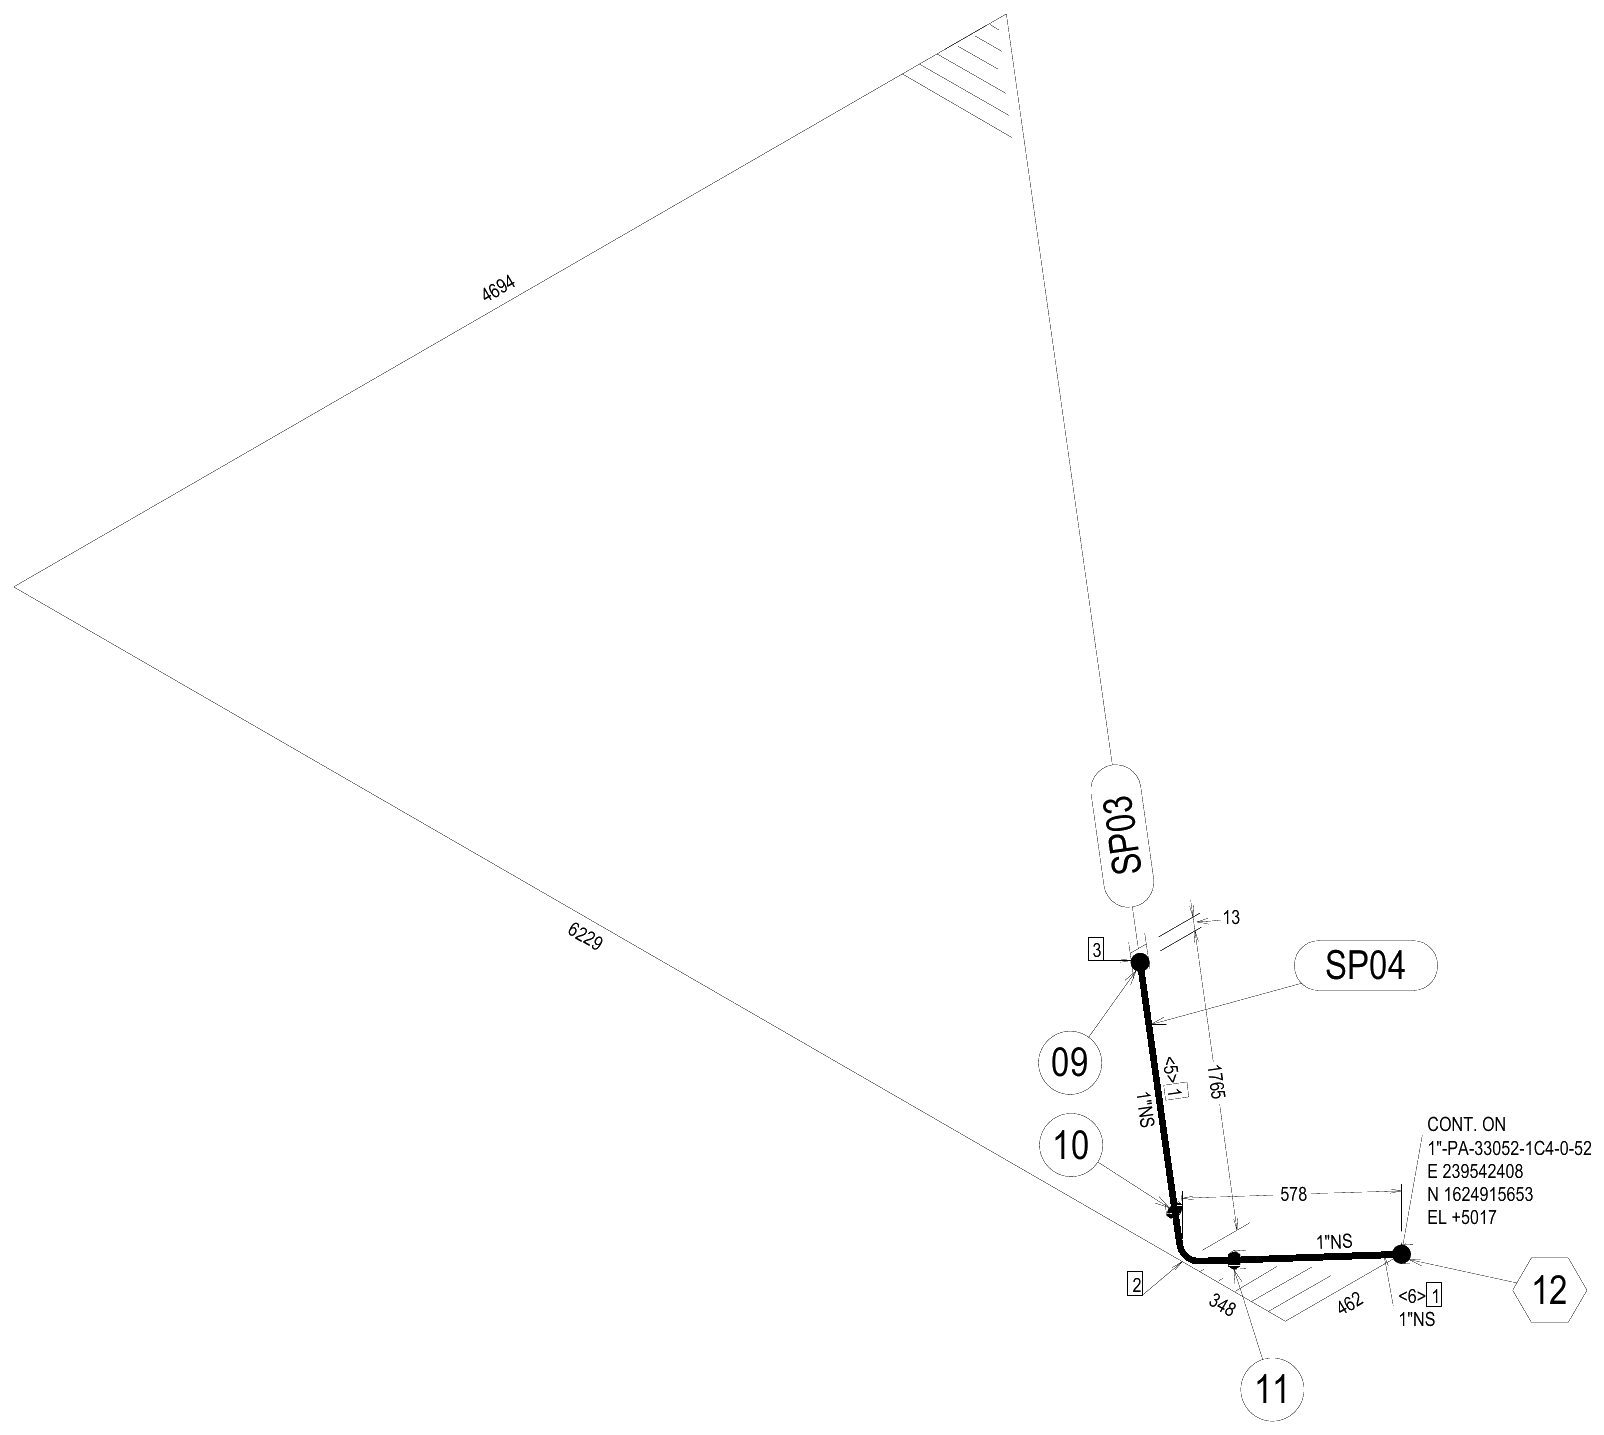 4694
6229
SP03
13
3
SP04
09
<5>1
1"NS
1765
10
CONT. ON
1"-PA-33052-1C4-0-52
E 239542408
N 1624915653
EL +5017
578
1"NS
2
348
462
<6>1
1"NS
12
11